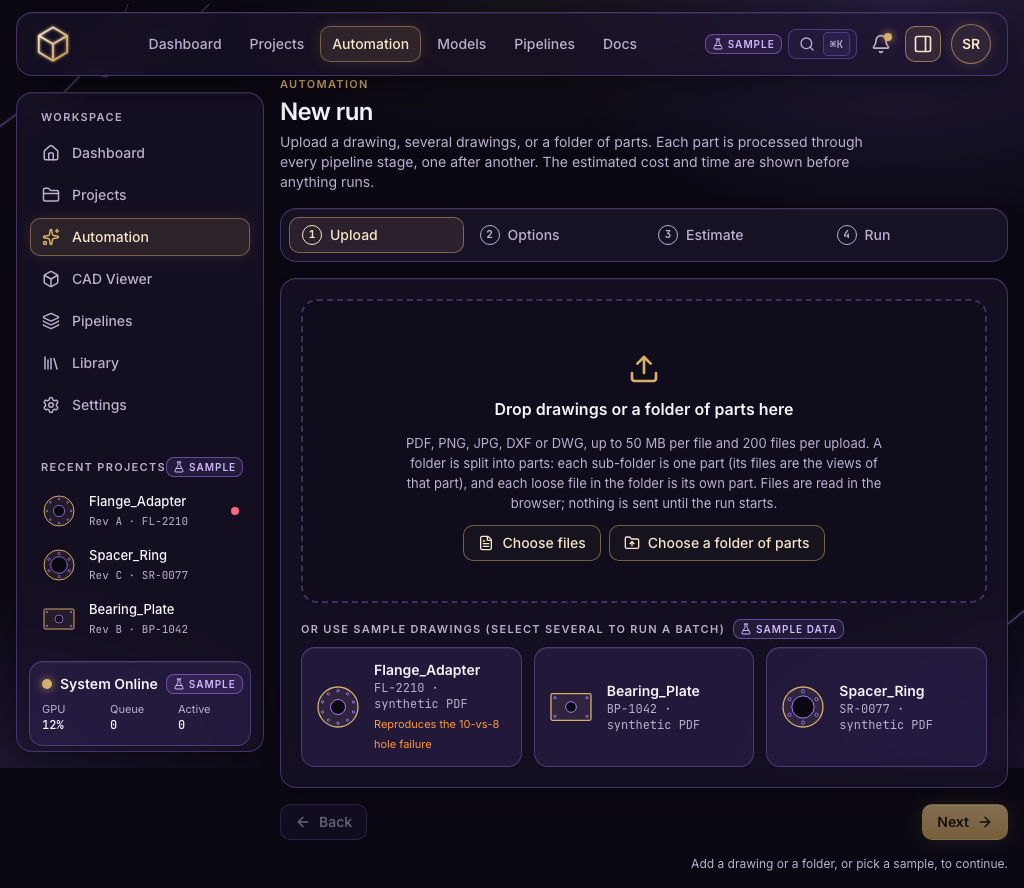 Dashboard
Projects
Automation
Models
Pipelines
Docs
SAMPLE
⌘K
SR
WORKSPACE
Dashboard
Projects
Automation
CAD Viewer
Pipelines
Library
Settings
RECENT PROJECTS
SAMPLE
Flange_Adapter
Rev A · FL-2210
Spacer_Ring
Rev C · SR-0077
Bearing_Plate
Rev B · BP-1042
System Online
SAMPLE
GPU
Queue
Active
12%
0
0
AUTOMATION
New run
Upload a drawing, several drawings, or a folder of parts. Each part is processed through
every pipeline stage, one after another. The estimated cost and time are shown before
anything runs.
1 Upload
2 Options
3 Estimate
4 Run
Drop drawings or a folder of parts here
PDF, PNG, JPG, DXF or DWG, up to 50 MB per file and 200 files per upload. A
folder is split into parts: each sub-folder is one part (its files are the views of
that part), and each loose file in the folder is its own part. Files are read in the
browser; nothing is sent until the run starts.
Choose files
Choose a folder of parts
OR USE SAMPLE DRAWINGS (SELECT SEVERAL TO RUN A BATCH)
SAMPLE DATA
Flange_Adapter
FL-2210 ·
synthetic PDF
Reproduces the 10-vs-8
hole failure
Bearing_Plate
BP-1042 ·
synthetic PDF
Spacer_Ring
SR-0077 ·
synthetic PDF
Back
Next
Add a drawing or a folder, or pick a sample, to continue.